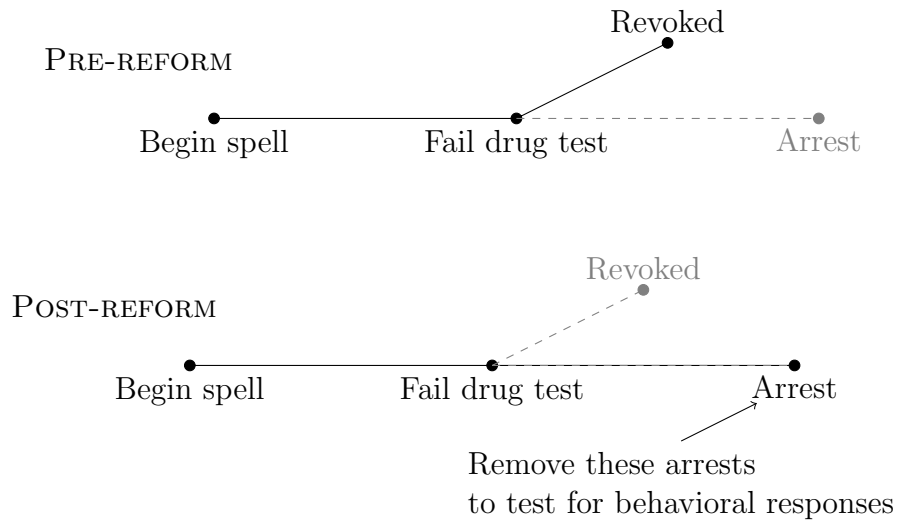 Revoked
PRE-REFORM
Begin spell
Fail drug test
Arrest
Revoked
POST-REFORM
Begin spell
Fail drug test
Arrest
Remove these arrests
to test for behavioral responses